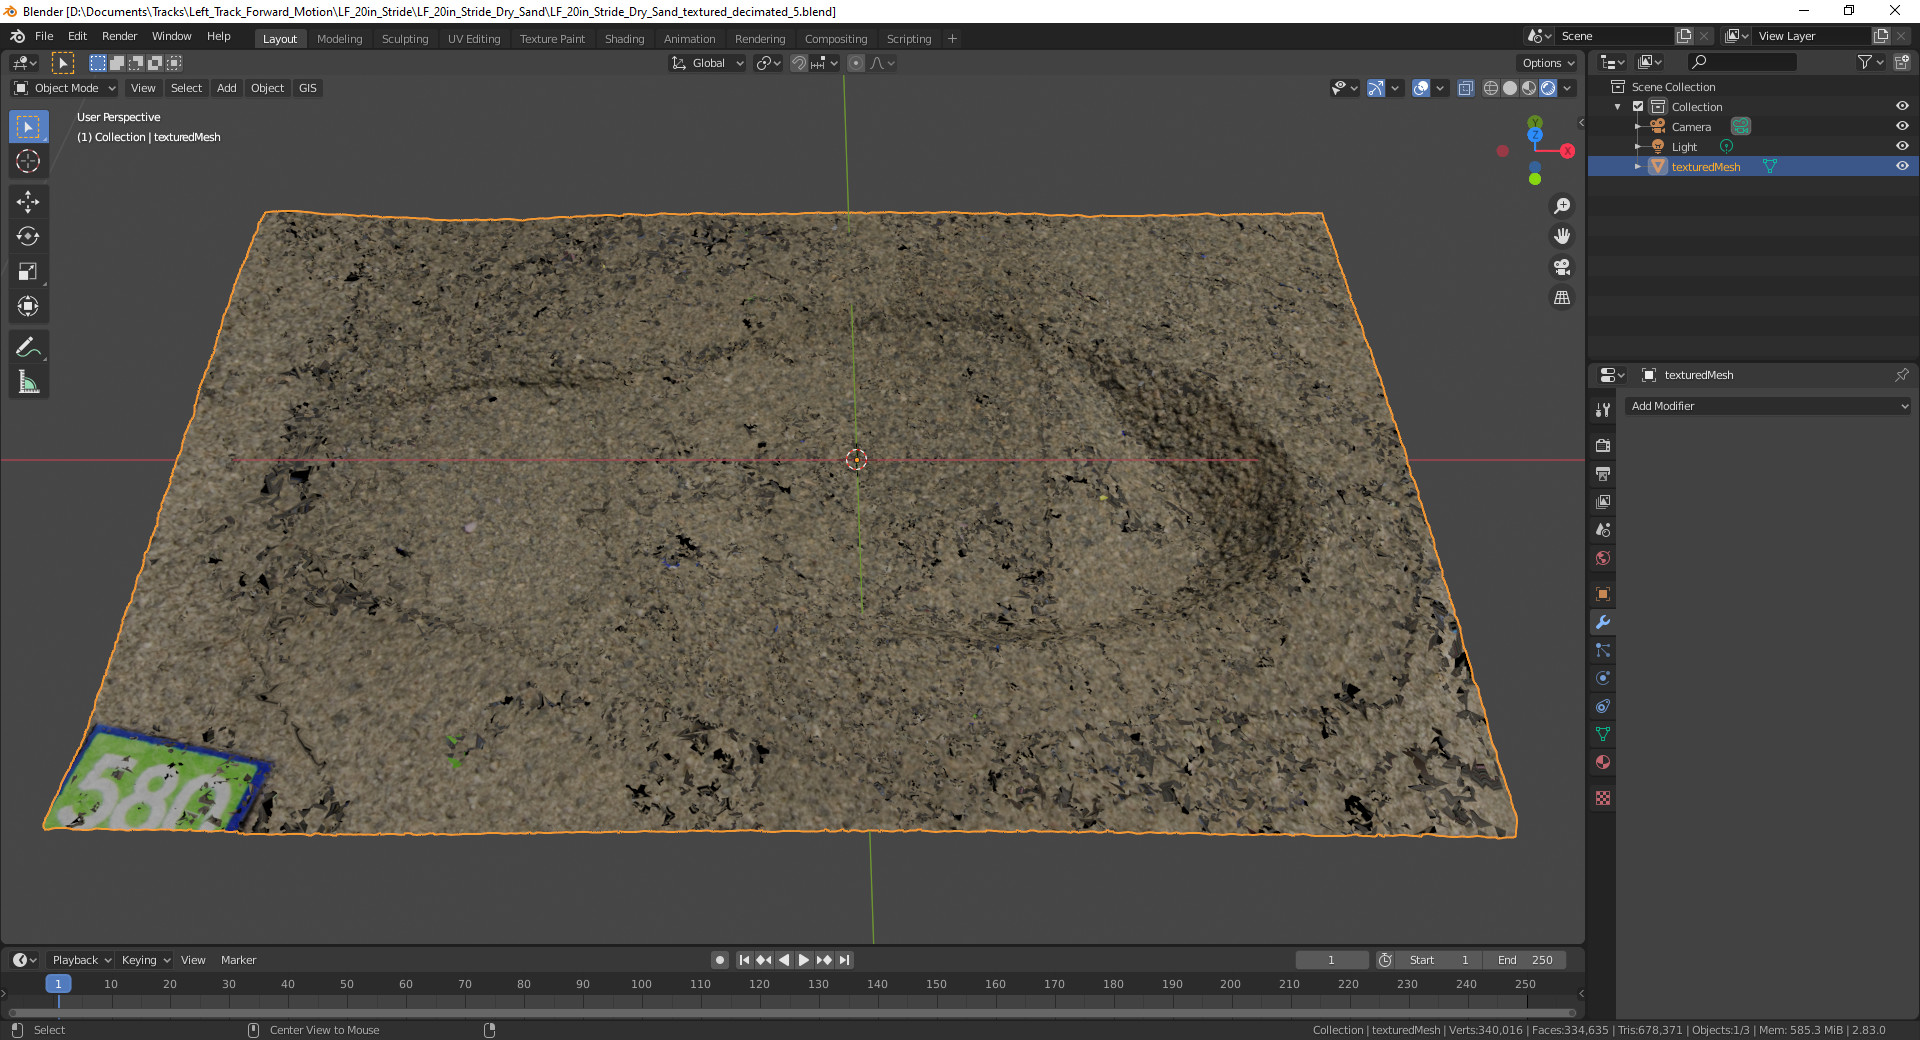 Blender [D:\Documents\Tracks\Left_Track_Forward_Motion\LF_20in_Stride\LF_20in_Stride_Dry_Sand\LF_20in_Stride_Dry_Sand_textured_decimated_5.blend]
File Edit Render Window Help Layout Modeling Sculpting UV Editing Texture Paint Shading Animation Rendering Compositing Scripting + Scene View Layer
Global Options
Object Mode View Select Add Object GIS
User Perspective
(1) Collection | texturedMesh
Y
Z
X
Scene Collection
Collection
Camera
Light
texturedMesh
texturedMesh
Add Modifier
580
Playback Keying View Marker 1 Start 1 End 250
1 10 20 30 40 50 60 70 80 90 100 110 120 130 140 150 160 170 180 190 200 210 220 230 240 250
Select Center View to Mouse Collection | texturedMesh | Verts:340,016 | Faces:334,635 | Tris:678,371 | Objects:1/3 | Mem: 585.3 MiB | 2.83.0